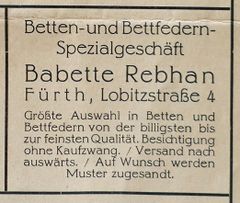 Betten-und Bettfedern-
Spezialgeschäft
Babette Rebhan
Fürth, Lobitzstraße 4
Größte Auswahl in Betten und
Bettfedern von der billigsten bis
zur feinsten Qualität. Besichtigung
ohne Kaufzwang. / Versand nach
auswärts. / Auf Wunsch werden
Muster zugesandt.